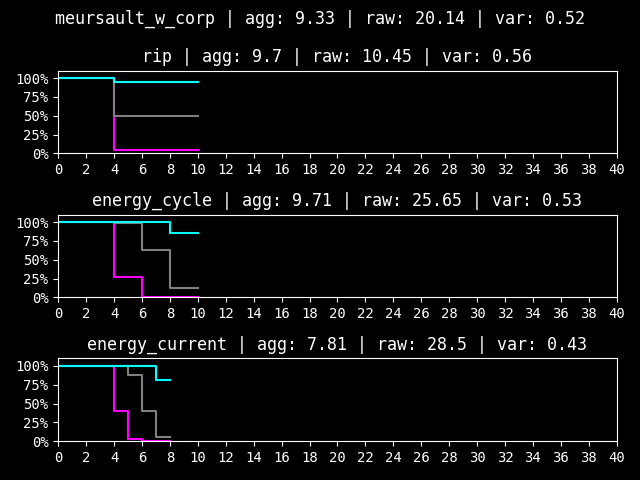 meursault_w_corp | agg: 9.33 | raw: 20.14 | var: 0.52
rip | agg: 9.7 | raw: 10.45 | var: 0.56
100%
75%
50%
25%
0%
0 2 4 6 8 10 12 14 16 18 20 22 24 26 28 30 32 34 36 38 40
energy_cycle | agg: 9.71 | raw: 25.65 | var: 0.53
100%
75%
50%
25%
0%
0 2 4 6 8 10 12 14 16 18 20 22 24 26 28 30 32 34 36 38 40
energy_current | agg: 7.81 | raw: 28.5 | var: 0.43
100%
75%
50%
25%
0%
0 2 4 6 8 10 12 14 16 18 20 22 24 26 28 30 32 34 36 38 40